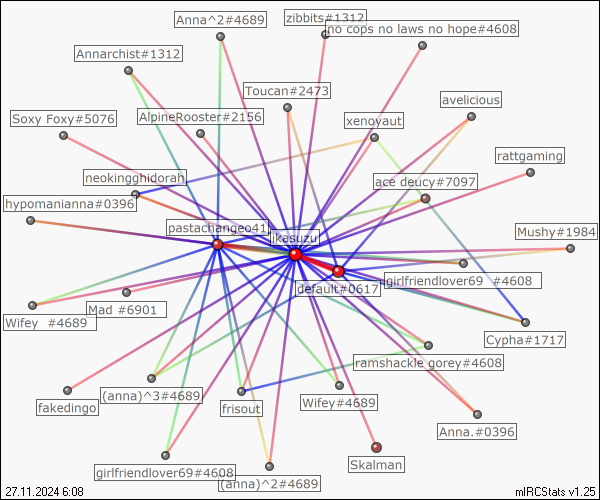 Anna^2#4689
zibbits#1312
no cops no laws no hope#4608
Annarchist#1312
Toucan#2473
avelicious
Soxy Foxy#5076
AlpineRooster#2156
xenovaut
rattgaming
neokingghidorah
ace deucy#7097
hypomanianna#0396
pastachangeo41
ikasuzu
Mushy#1984
default#0617
girlfriendlover69 #4608
Mad #6901
Wifey #4689
Cypha#1717
ramshackle gorey#4608
fakedingo
(anna)^3#4689
frisout
Wifey#4689
Anna.#0396
Skalman
girlfriendlover69#4608
(anna)^2#4689
27.11.2024 6:08
mIRCStats v1.25